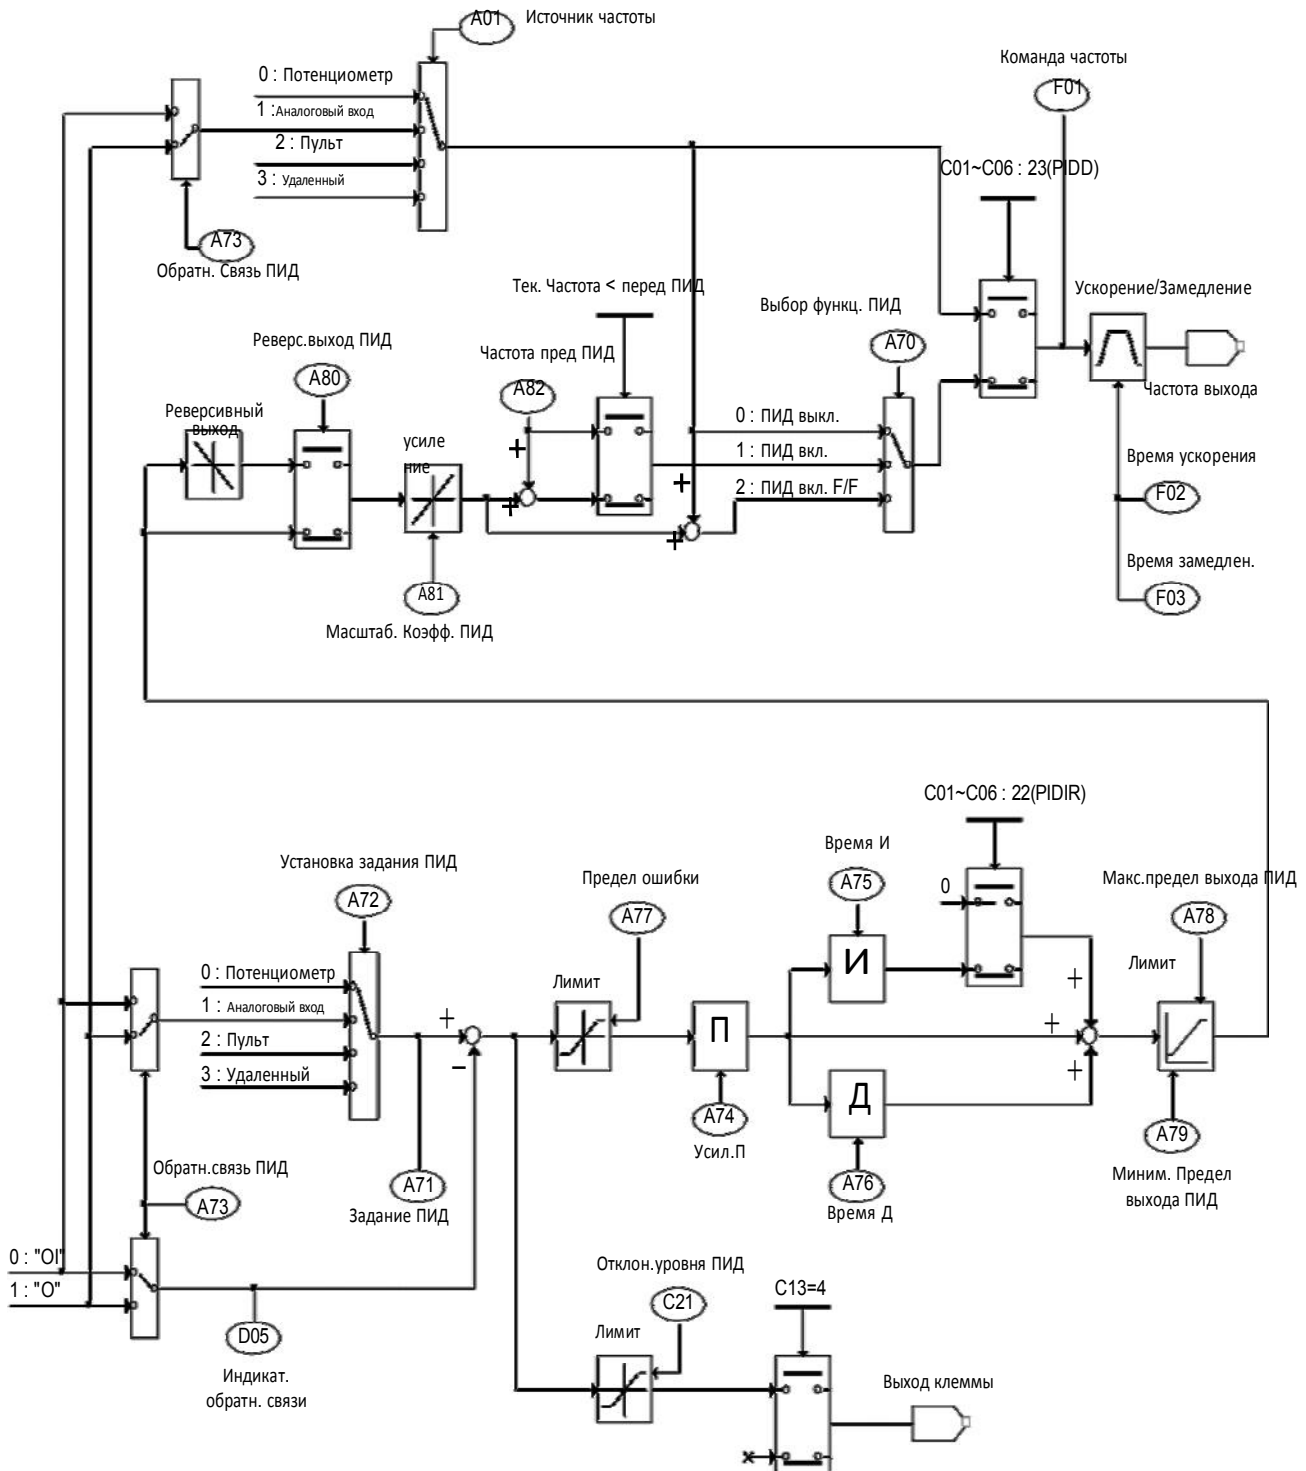 A01
Источник частоты
Команда частоты
F01
0 : Потенциометр
1 : Аналоговый вход
2 : Пульт
3 : Удаленный
C01~C06 : 23(PIDD)
A73
Обратн. Связь ПИД
Тек. Частота < перед ПИД
Выбор функц. ПИД
Ускорение/Замедление
Реверс.выход ПИД
Частота пред ПИД
A70
A80
A82
Частота выхода
Реверсивный
выход
усиле
ние
+
+
0 : ПИД выкл.
1 : ПИД вкл.
2 : ПИД вкл. F/F
+
+
Время ускорения
F02
Время замедлен.
F03
A81
Масштаб. Коэфф. ПИД
C01~C06 : 22(PIDIR)
Установка задания ПИД
A72
Предел ошибки
A77
Время И
A75
0
Макс.предел выхода ПИД
A78
0 : Потенциометр
1 : Аналоговый вход
2 : Пульт
3 : Удаленный
Лимит
И
Лимит
+
−
П
+
+
+
Д
A74
Усил.П
A76
Время Д
A79
Миним. Предел
выхода ПИД
Обратн.связь ПИД
A73
A71
Задание ПИД
0 : "OI"
1 : "O"
Отклон.уровня ПИД
C21
C13=4
D05
Индикат.
обратн. связи
Лимит
Выход клеммы